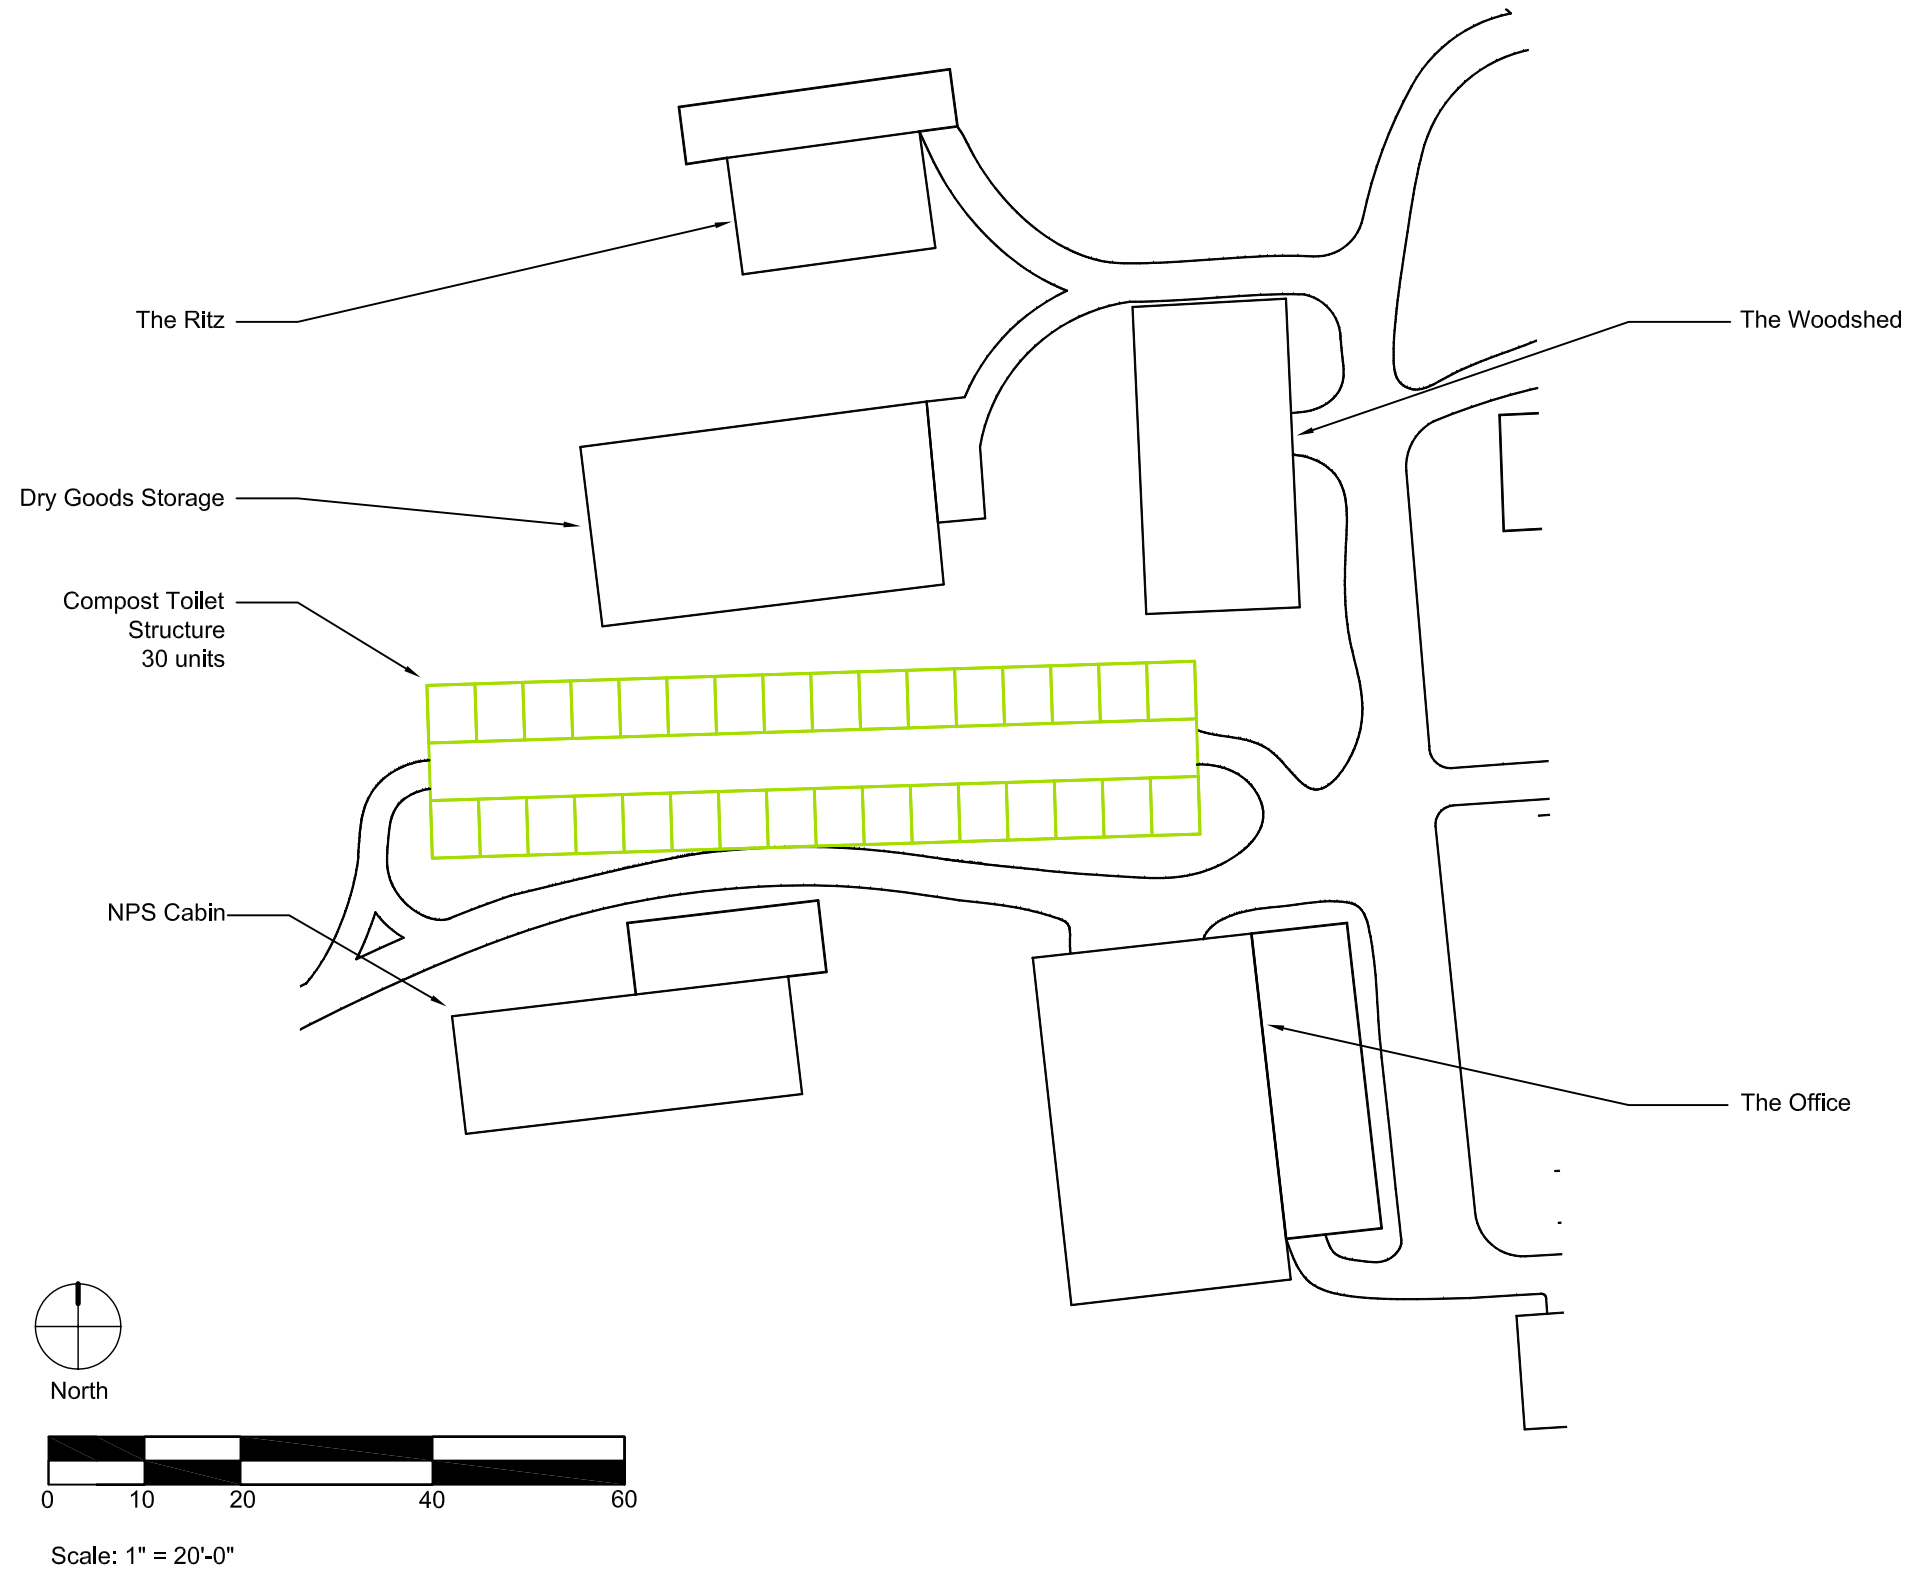 The Ritz
The Woodshed
Dry Goods Storage
Compost Toilet
Structure
30 units
NPS Cabin
The Office
North
0 10 20 40 60
Scale: 1" = 20'-0"